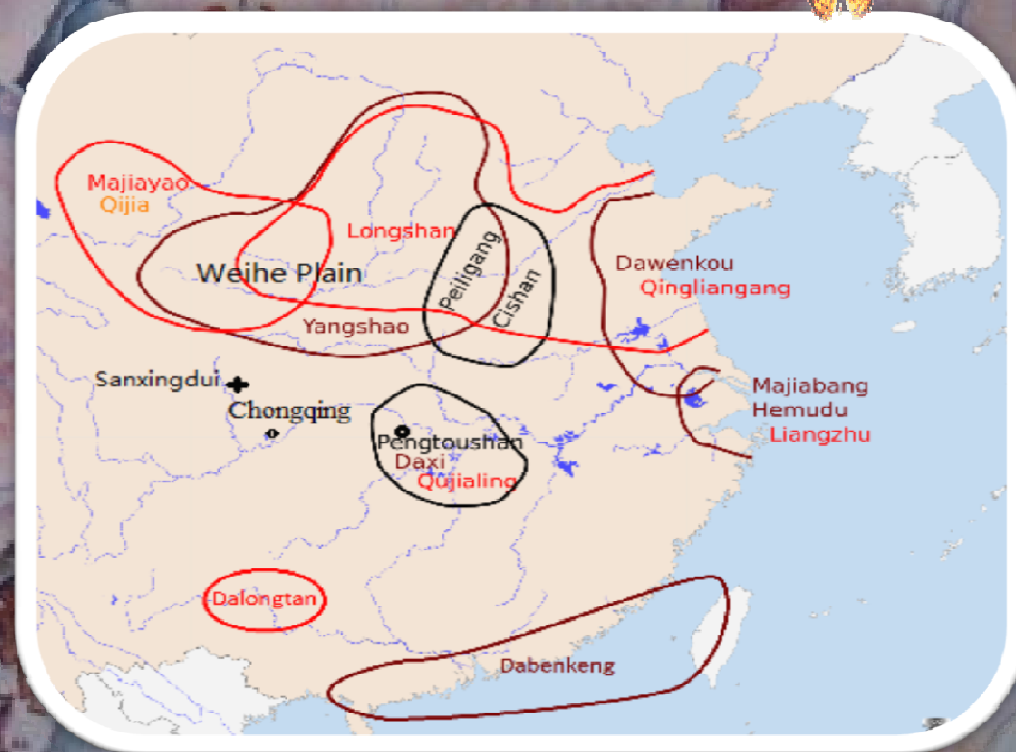 Majiayao
Qijia
Longshan
Weihe Plain
Peiligang
Cishan
Yangshao
Dawenkou
Qingliangang
Sanxingdui
Chongqing
Majiabang
Hemudu
Liangzhu
Pengtoushan
Daxi
Qujialing
Dalongtan
Dabenkeng